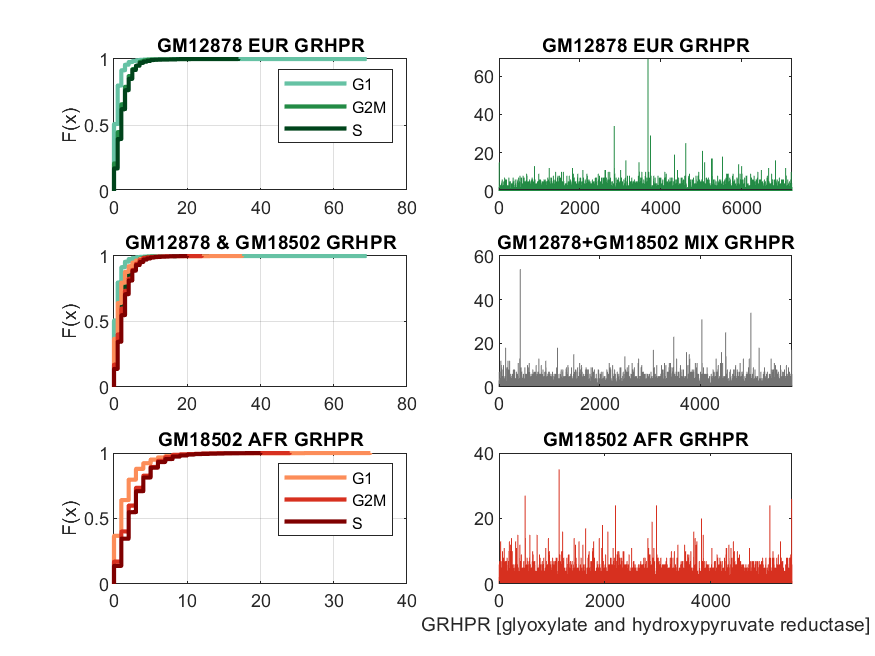 GM12878 EUR GRHPR
1
0.5
0
F(x)
0 20 40 60 80
G1
G2M
S
GM12878 EUR GRHPR
60
40
20
0
0 2000 4000 6000
GM12878 & GM18502 GRHPR
1
0.5
0
F(x)
0 20 40 60 80
GM12878+GM18502 MIX GRHPR
60
40
20
0
0 2000 4000
GM18502 AFR GRHPR
1
0.5
0
F(x)
0 10 20 30 40
G1
G2M
S
GM18502 AFR GRHPR
40
20
0
0 2000 4000
GRHPR [glyoxylate and hydroxypyruvate reductase]